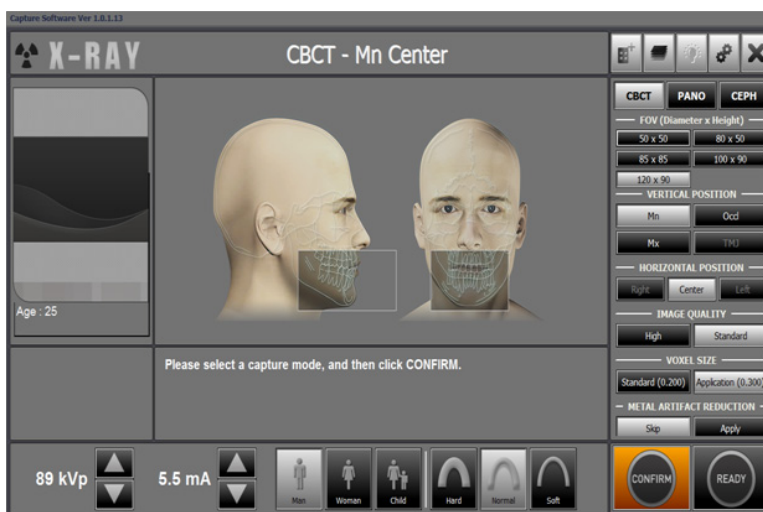 Capture Software Ver 1.0.1.13
X-RAY
CBCT - Mn Center
CBCT PANO CEPH
FOV (Diameter x Height)
50 x 50 80 x 50
85 x 85 100 x 90
120 x 90
VERTICAL POSITION
Mn Occl
Mx TMJ
HORIZONTAL POSITION
Right Center Left
IMAGE QUALITY
High Standard
VOXEL SIZE
Standard (0.200) Application (0.300)
METAL ARTIFACT REDUCTION
Skip Apply
Age : 25
Please select a capture mode, and then click CONFIRM.
89 kVp 5.5 mA
Man Woman Child Hard Normal Soft
CONFIRM READY